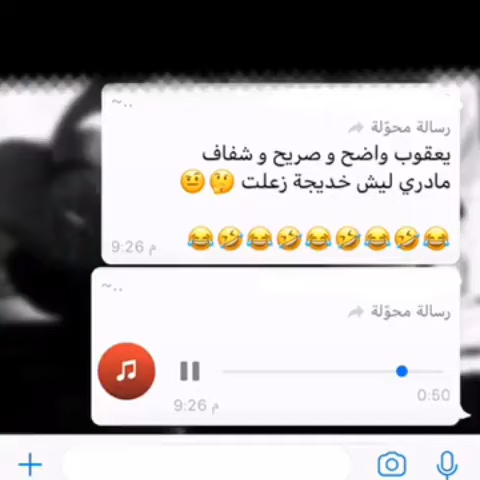 ~..
رسالة محوّلة
يعقوب واضح و صريح و شفاف
مادري ليش خديجة زعلت 🤔🤨
😂🤣😂🤣😂🤣😂🤣😂
9:26 م
~..
رسالة محوّلة
0:50
9:26 م